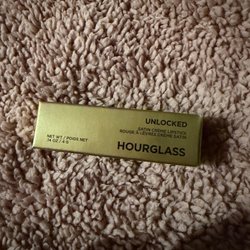 UNLOCKED
SATIN CRÈME LIPSTICK
ROUGE À LÈVRES CRÈME SATIN
NET WT / POIDS NET
.14 OZ / 4 G
HOURGLASS